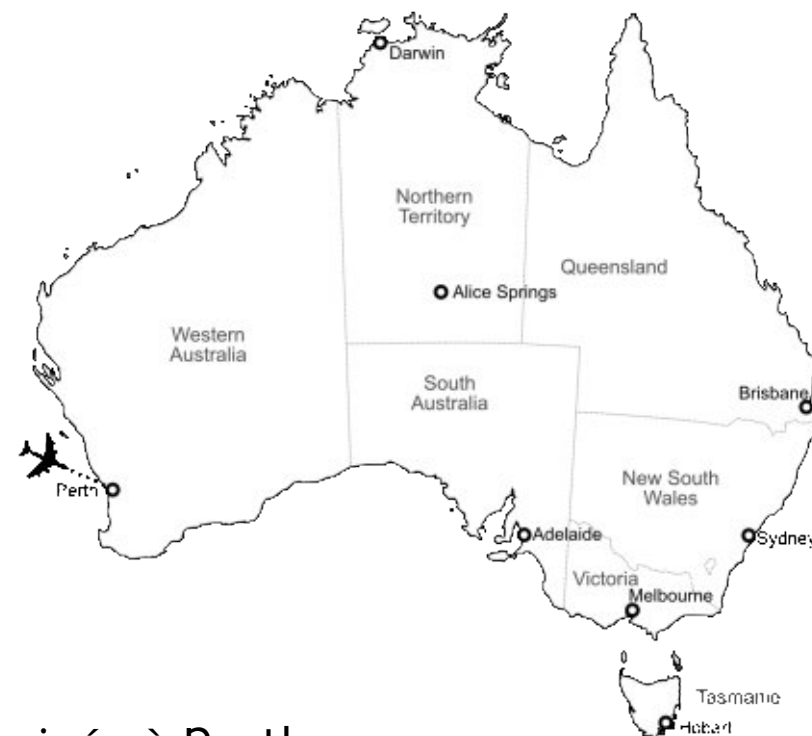 Darwin
Northern
Territory
Queensland
Alice Springs
Western
Australia
South
Australia
Brisbane
New South
Wales
Perth
Adelaide
Sydney
Victoria
Melbourne
Tasmanie
Hobart